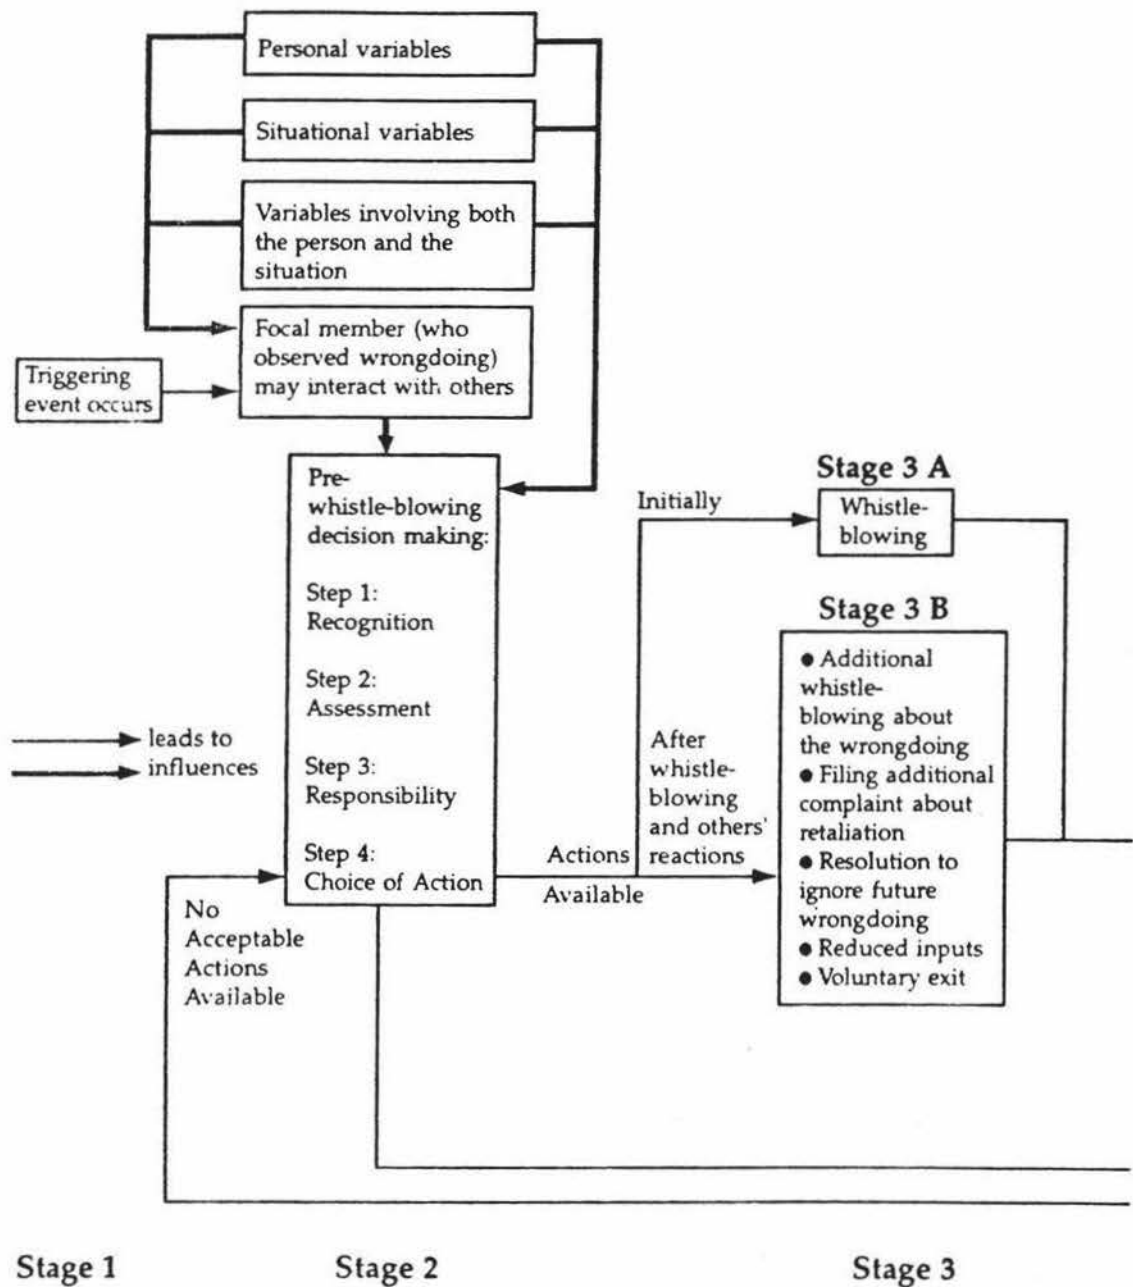 Personal variables
Situational variables
Variables involving both
the person and the
situation
Focal member (who
observed wrongdoing)
may interact with others
Triggering
event occurs
Pre-
whistle-blowing
decision making:
Step 1:
Recognition
Step 2:
Assessment
Step 3:
Responsibility
Step 4:
Choice of Action
leads to
influences
No
Acceptable
Actions
Available
Actions
Available
Initially
After
whistle-
blowing
and others'
reactions
Stage 3 A
Whistle-
blowing
Stage 3 B
● Additional
whistle-
blowing about
the wrongdoing
● Filing additional
complaint about
retaliation
● Resolution to
ignore future
wrongdoing
● Reduced inputs
● Voluntary exit
Stage 1
Stage 2
Stage 3